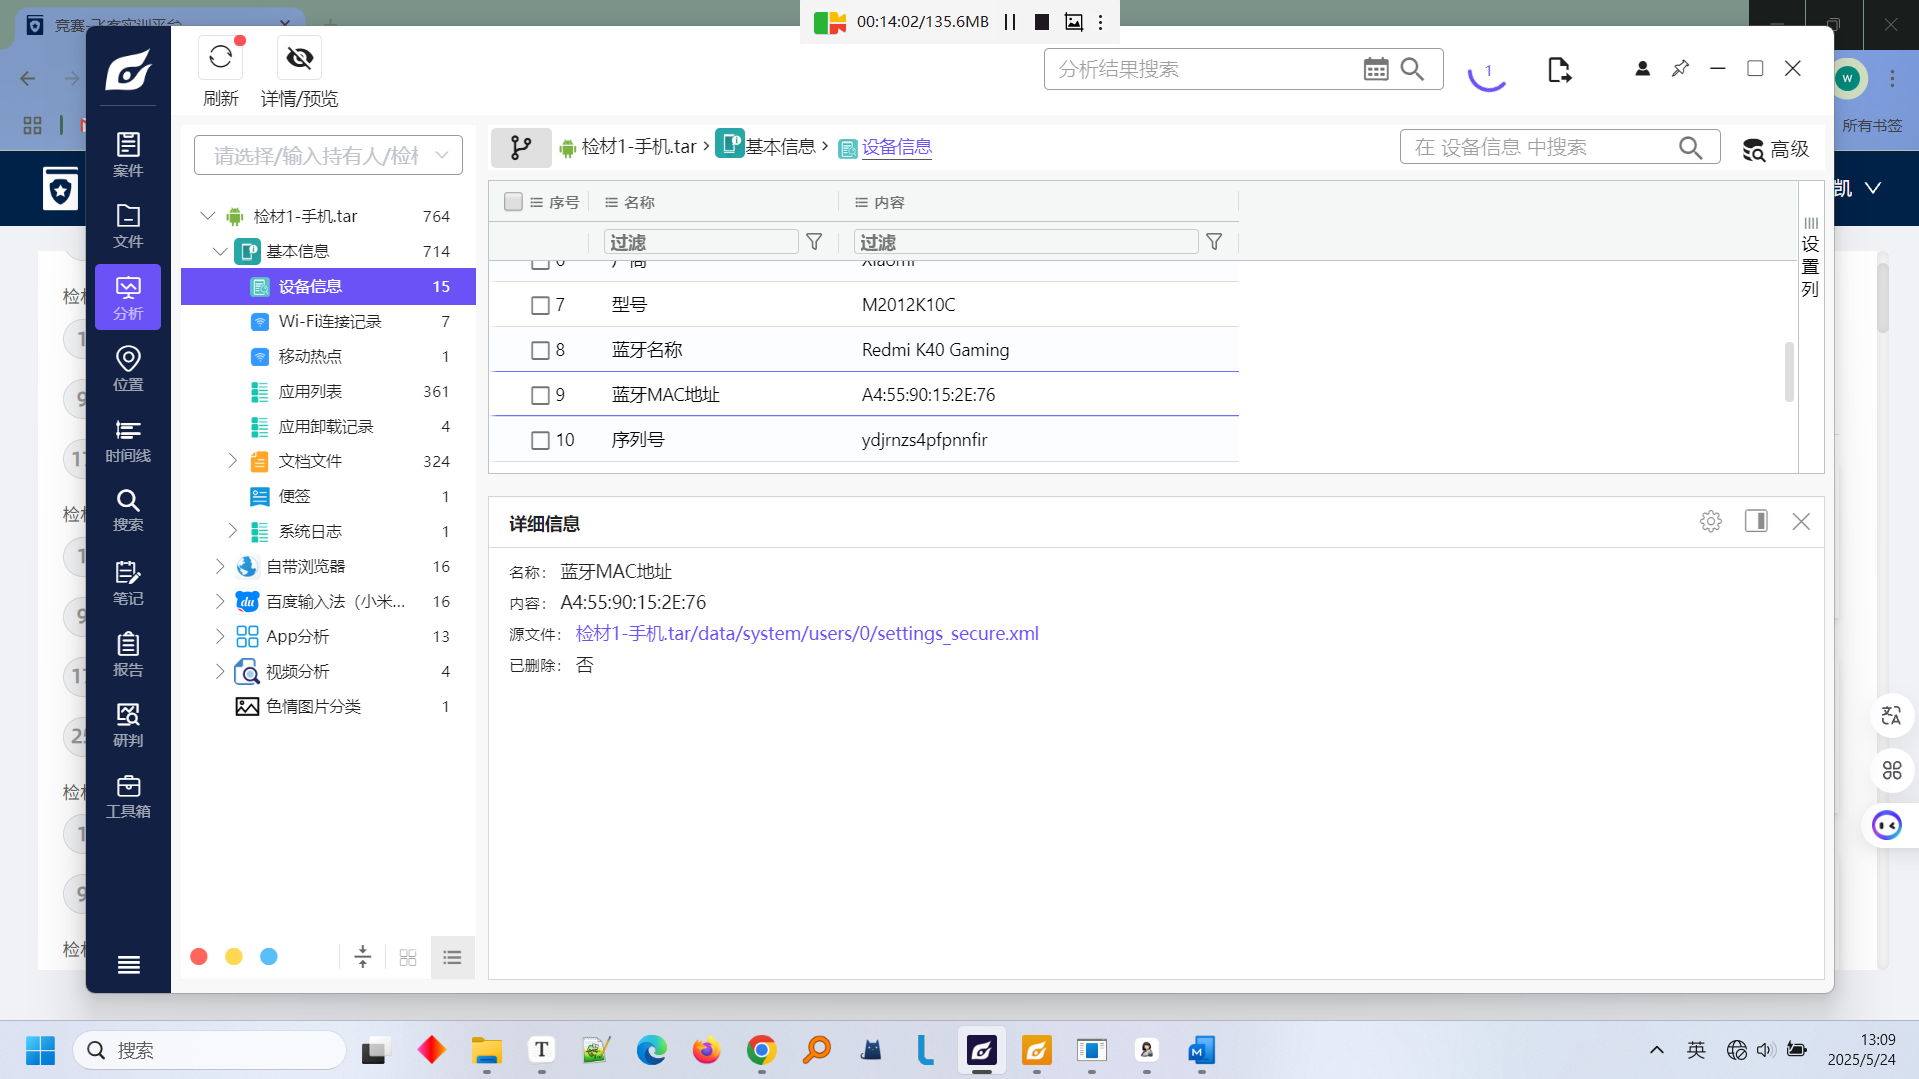 竞赛-飞客实训平台
00:14:02/135.6MB
刷新
详情/预览
分析结果搜索
1
W
所有书签
案件
文件
分析
位置
时间线
搜索
笔记
报告
研判
工具箱
请选择/输入持有人/检
检材1-手机.tar 764
基本信息 714
设备信息 15
Wi-Fi连接记录 7
移动热点 1
应用列表 361
应用卸载记录 4
文档文件 324
便签 1
系统日志 1
自带浏览器 16
百度输入法（小米... 16
App分析 13
视频分析 4
色情图片分类 1
检材1-手机.tar › 基本信息 › 设备信息
在 设备信息 中搜索
高级
凯
序号 名称 内容
过滤 过滤
6 厂商 Xiaomi
7 型号 M2012K10C
8 蓝牙名称 Redmi K40 Gaming
9 蓝牙MAC地址 A4:55:90:15:2E:76
10 序列号 ydjrnzs4pfpnnfir
设置列
详细信息
名称： 蓝牙MAC地址
内容： A4:55:90:15:2E:76
源文件： 检材1-手机.tar/data/system/users/0/settings_secure.xml
已删除： 否
搜索
英
13:09
2025/5/24